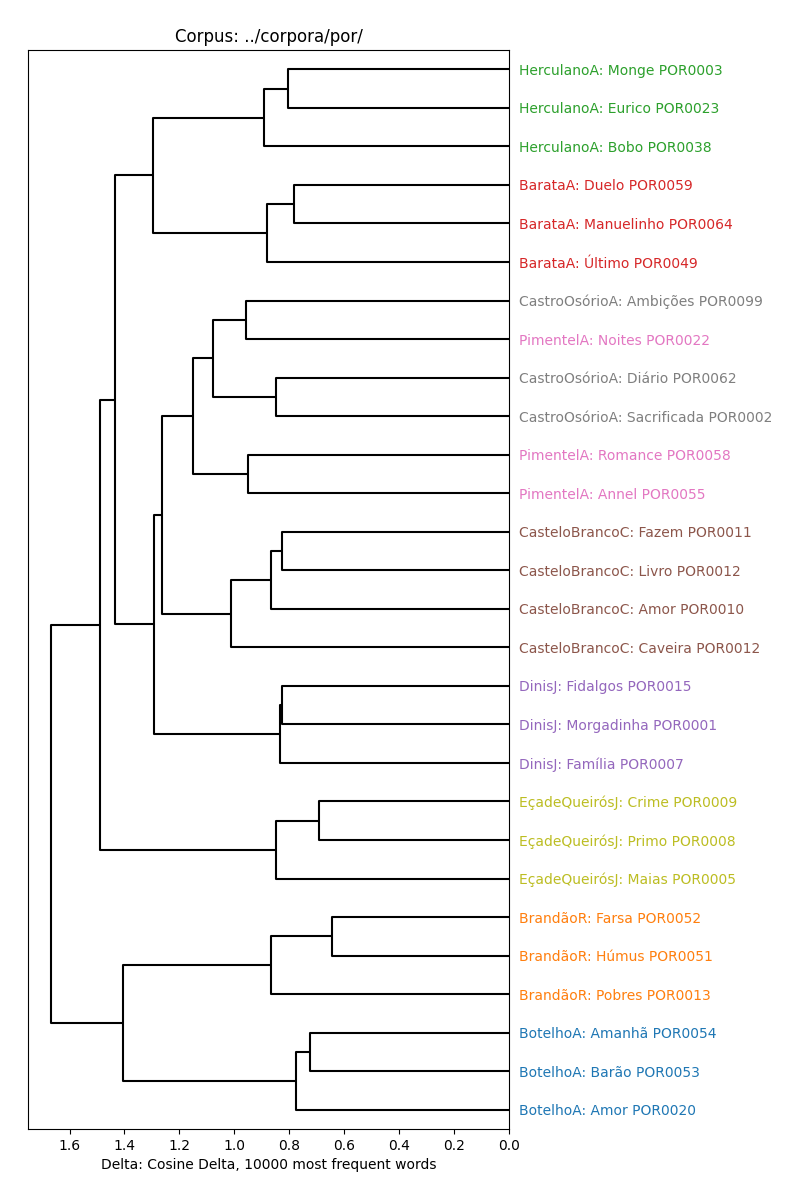 Corpus: ../corpora/por/
HerculanoA: Monge POR0003
HerculanoA: Eurico POR0023
HerculanoA: Bobo POR0038
BarataA: Duelo POR0059
BarataA: Manuelinho POR0064
BarataA: Último POR0049
CastroOsórioA: Ambições POR0099
PimentelA: Noites POR0022
CastroOsórioA: Diário POR0062
CastroOsórioA: Sacrificada POR0002
PimentelA: Romance POR0058
PimentelA: Annel POR0055
CasteloBrancoC: Fazem POR0011
CasteloBrancoC: Livro POR0012
CasteloBrancoC: Amor POR0010
CasteloBrancoC: Caveira POR0012
DinisJ: Fidalgos POR0015
DinisJ: Morgadinha POR0001
DinisJ: Família POR0007
EçadeQueirósJ: Crime POR0009
EçadeQueirósJ: Primo POR0008
EçadeQueirósJ: Maias POR0005
BrandãoR: Farsa POR0052
BrandãoR: Húmus POR0051
BrandãoR: Pobres POR0013
BotelhoA: Amanhã POR0054
BotelhoA: Barão POR0053
BotelhoA: Amor POR0020
1.6 1.4 1.2 1.0 0.8 0.6 0.4 0.2 0.0
Delta: Cosine Delta, 10000 most frequent words